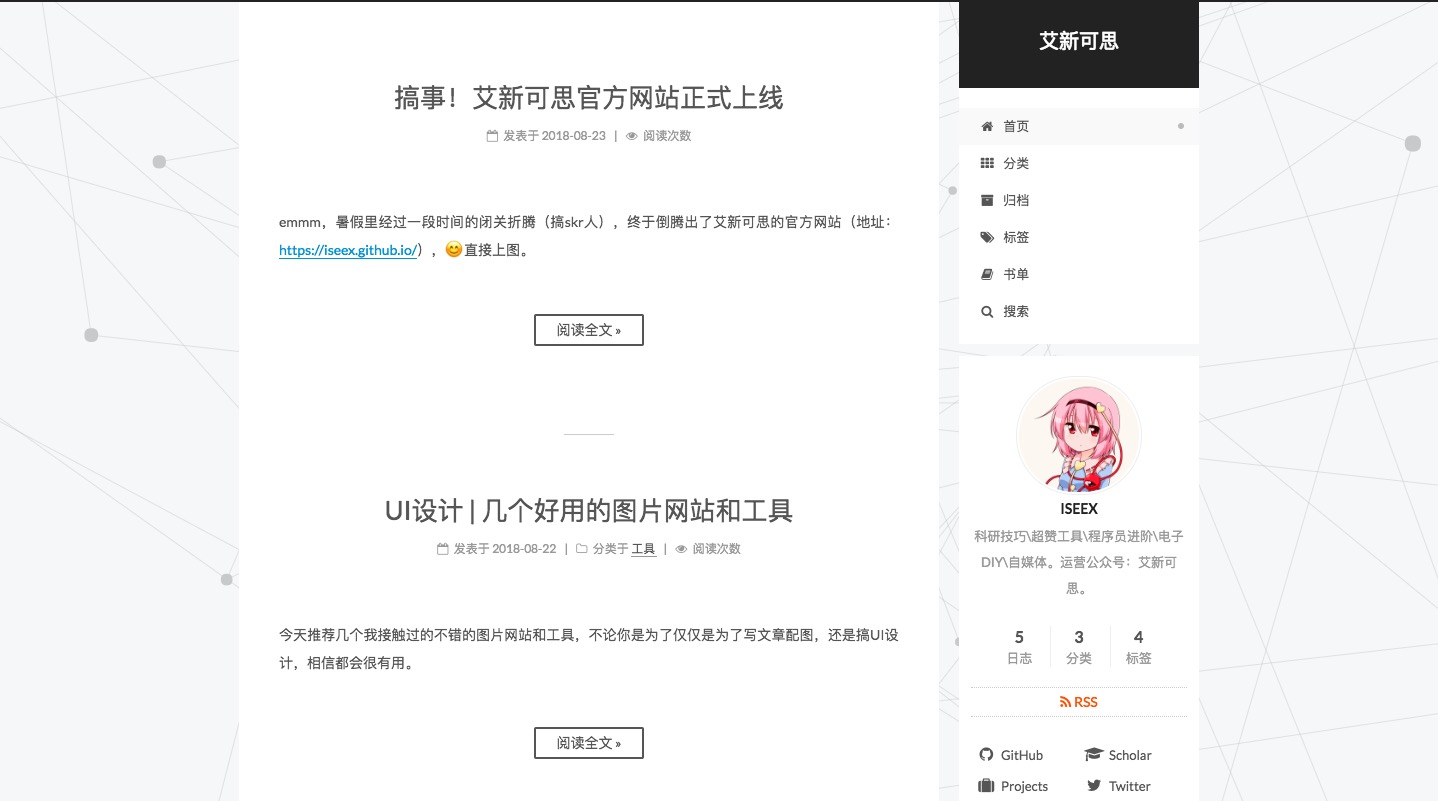 搞事！艾新可思官方网站正式上线
发表于 2018-08-23 | 阅读次数
emmm，暑假里经过一段时间的闭关折腾（搞skr人），终于倒腾出了艾新可思的官方网站（地址：
https://iseex.github.io/），😊直接上图。
阅读全文 »
UI设计 | 几个好用的图片网站和工具
发表于 2018-08-22 | 分类于 工具 | 阅读次数
今天推荐几个我接触过的不错的图片网站和工具，不论你是为了仅仅是为了写文章配图，还是搞UI设
计，相信都会很有用。
阅读全文 »
艾新可思
首页
分类
归档
标签
书单
搜索
ISEEX
科研技巧\超赞工具\程序员进阶\电子
DIY\自媒体。运营公众号：艾新可
思。
5 3 4
日志 分类 标签
RSS
GitHub Scholar
Projects Twitter